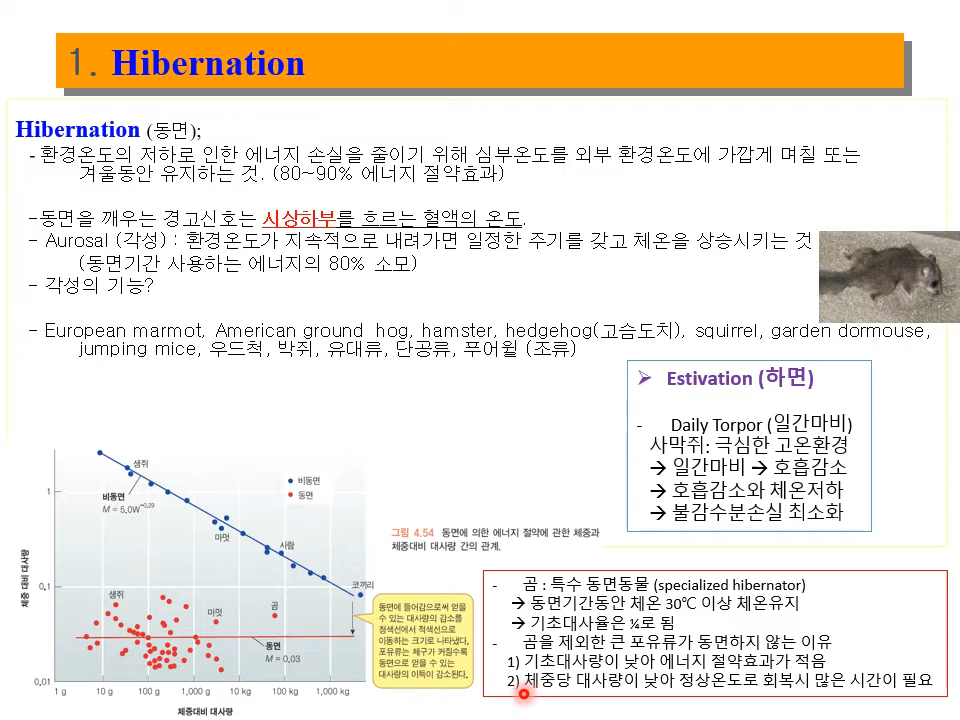 1. Hibernation
Hibernation (동면);
- 환경온도의 저하로 인한 에너지 손실을 줄이기 위해 심부온도를 외부 환경온도에 가깝게 며칠 또는
겨울동안 유지하는 것. (80~90% 에너지 절약효과)
-동면을 깨우는 경고신호는 시상하부를 흐르는 혈액의 온도.
- Aurosal (각성) : 환경온도가 지속적으로 내려가면 일정한 주기를 갖고 체온을 상승시키는 것
(동면기간 사용하는 에너지의 80% 소모)
- 각성의 기능?
- European marmot, American ground hog, hamster, hedgehog(고슴도치), squirrel, garden dormouse,
jumping mice, 우드척, 박쥐, 유대류, 단공류, 푸어윌 (조류)
➢ Estivation (하면)
- Daily Torpor (일간마비)
사막쥐: 극심한 고온환경
→ 일간마비 → 호흡감소
→ 호흡감소와 체온저하
→ 불감수분손실 최소화
체중 대비 대사량
1
0.1
0.01
생쥐
비동면
M = 5.0W⁻⁰·²⁹
마멋
사람
코끼리
비동면
동면
생쥐
마멋
곰
동면
M = 0.03
1 g
10 g
100 g
1,000 g
10 kg
100 kg
1,000 kg
체중대비 대사량
그림 4.54 동면에 의한 에너지 절약에 관한 체중과
체중대비 대사량 간의 관계.
동면에 들어감으로써 얻을
수 있는 대사량의 감소를
청색선에서 적색선으로
이동하는 크기로 나타냈다.
포유류는 체구가 커질수록
동면으로 얻을 수 있는
대사량의 이득이 감소된다.
- 곰 : 특수 동면동물 (specialized hibernator)
→ 동면기간동안 체온 30℃ 이상 체온유지
→ 기초대사율은 ¼로 됨
- 곰을 제외한 큰 포유류가 동면하지 않는 이유
1) 기초대사량이 낮아 에너지 절약효과가 적음
2) 체중당 대사량이 낮아 정상온도로 회복시 많은 시간이 필요